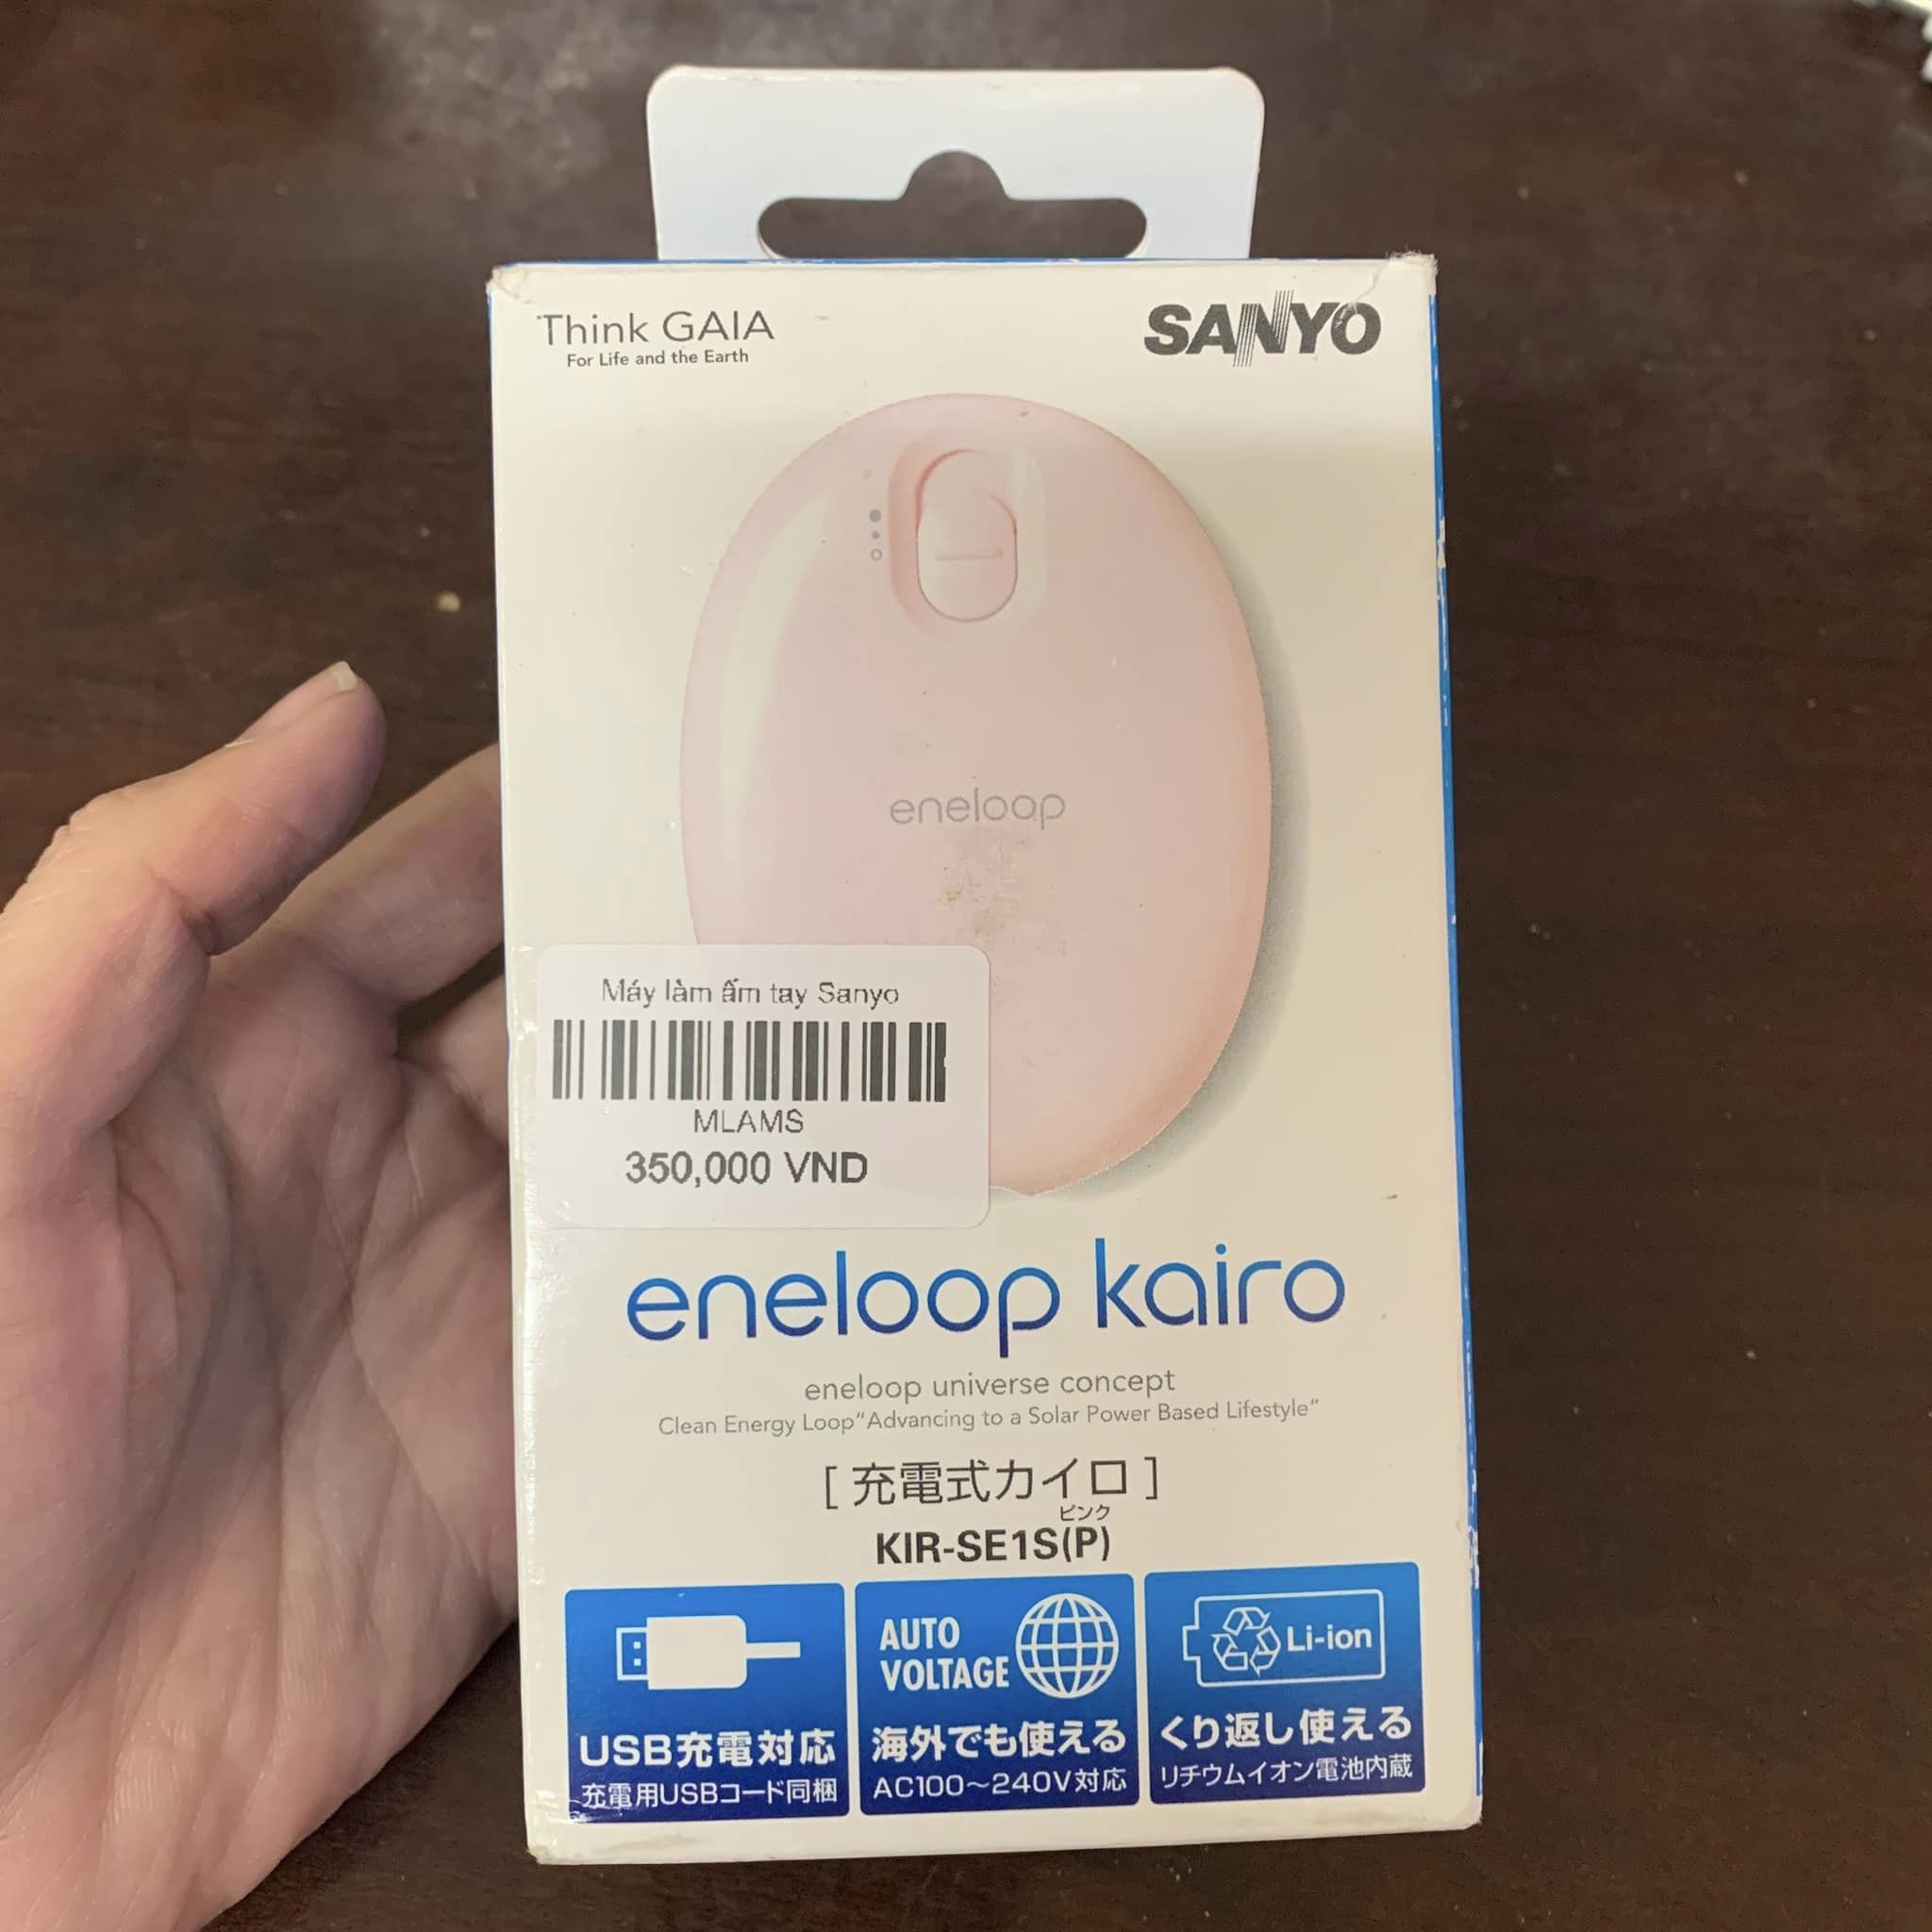 Think GAIA
For Life and the Earth
SANYO
eneloop
Máy làm ấm tay Sanyo
MLAMS
350,000 VND
eneloop kairo
eneloop universe concept
Clean Energy Loop"Advancing to a Solar Power Based Lifestyle"
[ 充電式カイロ ]
ピンク
KIR-SE1S(P)
USB充電対応
充電用USBコード同梱
AUTO
VOLTAGE
海外でも使える
AC100～240V対応
Li-ion
くり返し使える
リチウムイオン電池内蔵